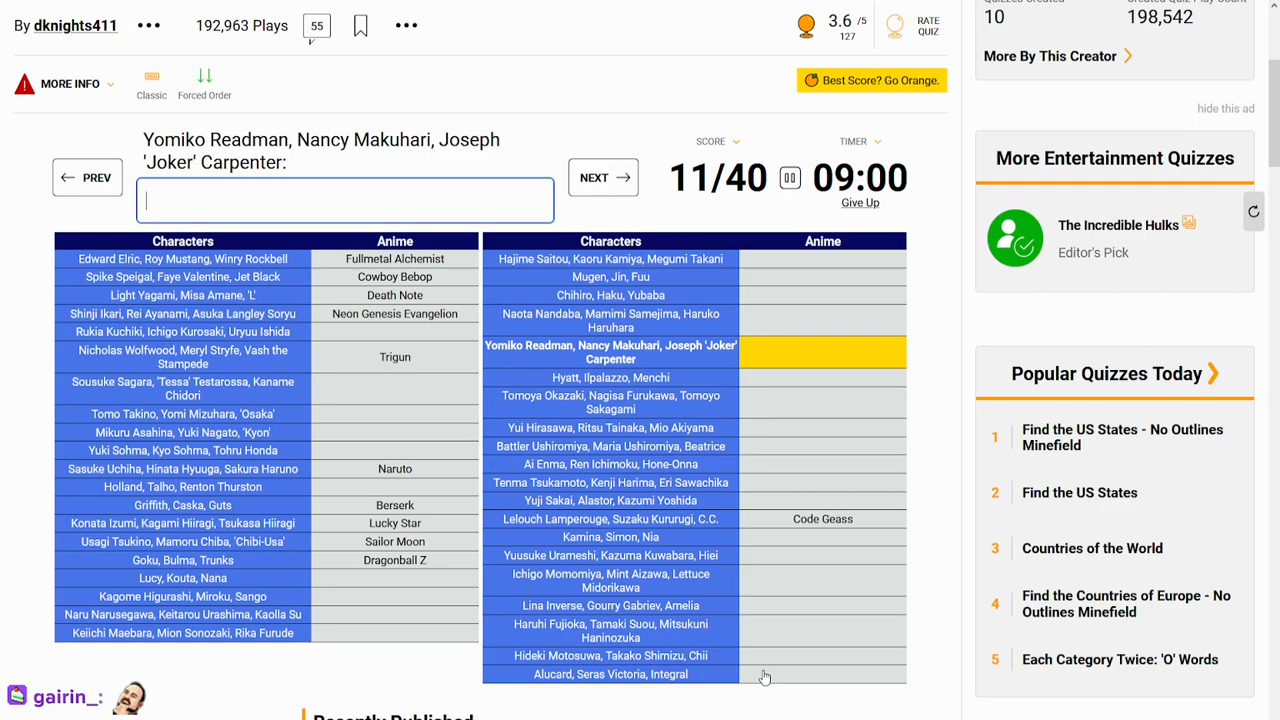 By dknights411 ••• 192,963 Plays 55 •••
3.6 /5
127
RATE
QUIZ
MORE INFO
Classic
Forced Order
Best Score? Go Orange.
Yomiko Readman, Nancy Makuhari, Joseph
'Joker' Carpenter:
← PREV
NEXT →
SCORE
11/40
TIMER
09:00
Give Up
Characters Anime
Edward Elric, Roy Mustang, Winry Rockbell Fullmetal Alchemist
Spike Speigal, Faye Valentine, Jet Black Cowboy Bebop
Light Yagami, Misa Amane, 'L' Death Note
Shinji Ikari, Rei Ayanami, Asuka Langley Soryu Neon Genesis Evangelion
Rukia Kuchiki, Ichigo Kurosaki, Uryuu Ishida
Nicholas Wolfwood, Meryl Stryfe, Vash the
Stampede
Trigun
Sousuke Sagara, 'Tessa' Testarossa, Kaname
Chidori
Tomo Takino, Yomi Mizuhara, 'Osaka'
Mikuru Asahina, Yuki Nagato, 'Kyon'
Yuki Sohma, Kyo Sohma, Tohru Honda
Sasuke Uchiha, Hinata Hyuuga, Sakura Haruno Naruto
Holland, Talho, Renton Thurston
Griffith, Caska, Guts Berserk
Konata Izumi, Kagami Hiiragi, Tsukasa Hiiragi Lucky Star
Usagi Tsukino, Mamoru Chiba, 'Chibi-Usa' Sailor Moon
Goku, Bulma, Trunks Dragonball Z
Lucy, Kouta, Nana
Kagome Higurashi, Miroku, Sango
Naru Narusegawa, Keitarou Urashima, Kaolla Su
Keiichi Maebara, Mion Sonozaki, Rika Furude
Characters Anime
Hajime Saitou, Kaoru Kamiya, Megumi Takani
Mugen, Jin, Fuu
Chihiro, Haku, Yubaba
Naota Nandaba, Mamimi Samejima, Haruko
Haruhara
Yomiko Readman, Nancy Makuhari, Joseph 'Joker'
Carpenter
Hyatt, Ilpalazzo, Menchi
Tomoya Okazaki, Nagisa Furukawa, Tomoyo
Sakagami
Yui Hirasawa, Ritsu Tainaka, Mio Akiyama
Battler Ushiromiya, Maria Ushiromiya, Beatrice
Ai Enma, Ren Ichimoku, Hone-Onna
Tenma Tsukamoto, Kenji Harima, Eri Sawachika
Yuji Sakai, Alastor, Kazumi Yoshida
Lelouch Lamperouge, Suzaku Kururugi, C.C. Code Geass
Kamina, Simon, Nia
Yuusuke Urameshi, Kazuma Kuwabara, Hiei
Ichigo Momomiya, Mint Aizawa, Lettuce
Midorikawa
Lina Inverse, Gourry Gabriev, Amelia
Haruhi Fujioka, Tamaki Suou, Mitsukuni
Haninozuka
Hideki Motosuwa, Takako Shimizu, Chii
Alucard, Seras Victoria, Integral
gairin_:
10
198,542
More By This Creator
hide this ad
More Entertainment Quizzes
The Incredible Hulks
Editor's Pick
Popular Quizzes Today
1 Find the US States - No Outlines
Minefield
2 Find the US States
3 Countries of the World
4 Find the Countries of Europe - No
Outlines Minefield
5 Each Category Twice: 'O' Words
Recently Published